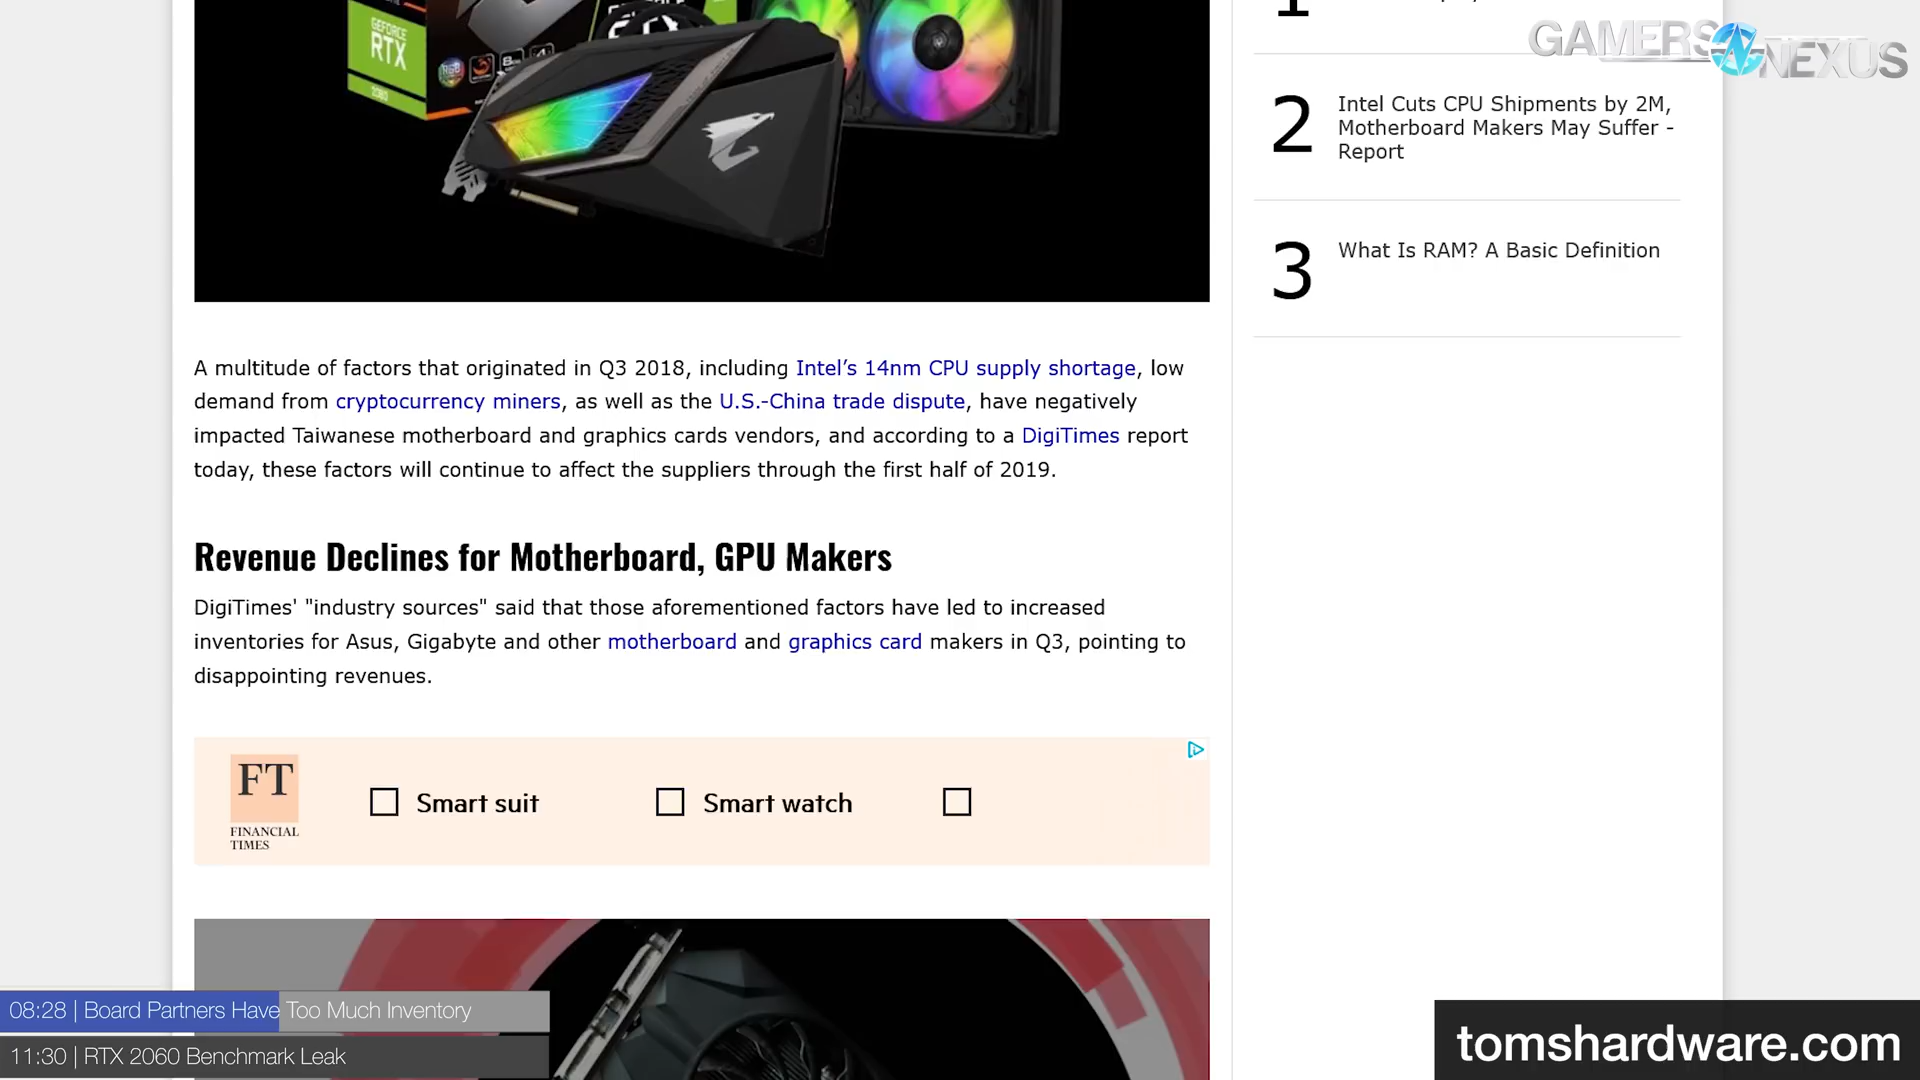 GEFORCE
RTX
2080
GAMERS NEXUS
2
Intel Cuts CPU Shipments by 2M,
Motherboard Makers May Suffer -
Report
3
What Is RAM? A Basic Definition
A multitude of factors that originated in Q3 2018, including Intel’s 14nm CPU supply shortage, low
demand from cryptocurrency miners, as well as the U.S.-China trade dispute, have negatively
impacted Taiwanese motherboard and graphics cards vendors, and according to a DigiTimes report
today, these factors will continue to affect the suppliers through the first half of 2019.
Revenue Declines for Motherboard, GPU Makers
DigiTimes' "industry sources" said that those aforementioned factors have led to increased
inventories for Asus, Gigabyte and other motherboard and graphics card makers in Q3, pointing to
disappointing revenues.
FT
FINANCIAL
TIMES
Smart suit
Smart watch
08:28 | Board Partners Have Too Much Inventory
11:30 | RTX 2060 Benchmark Leak
tomshardware.com